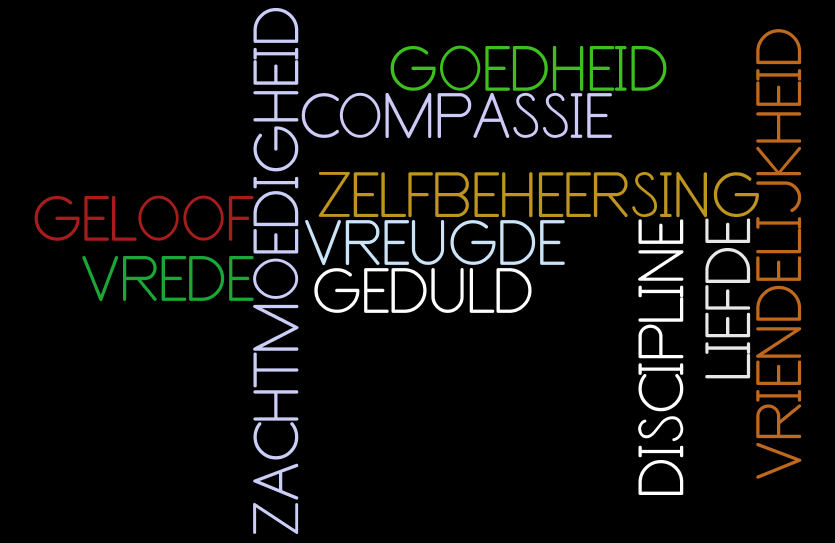 GOEDHEID
COMPASSIE
ZELFBEHEERSING
GELOOF
VREUGDE
VREDE
GEDULD
ZACHTMOEDIGHEID
DISCIPLINE
LIEFDE
VRIENDELIJKHEID